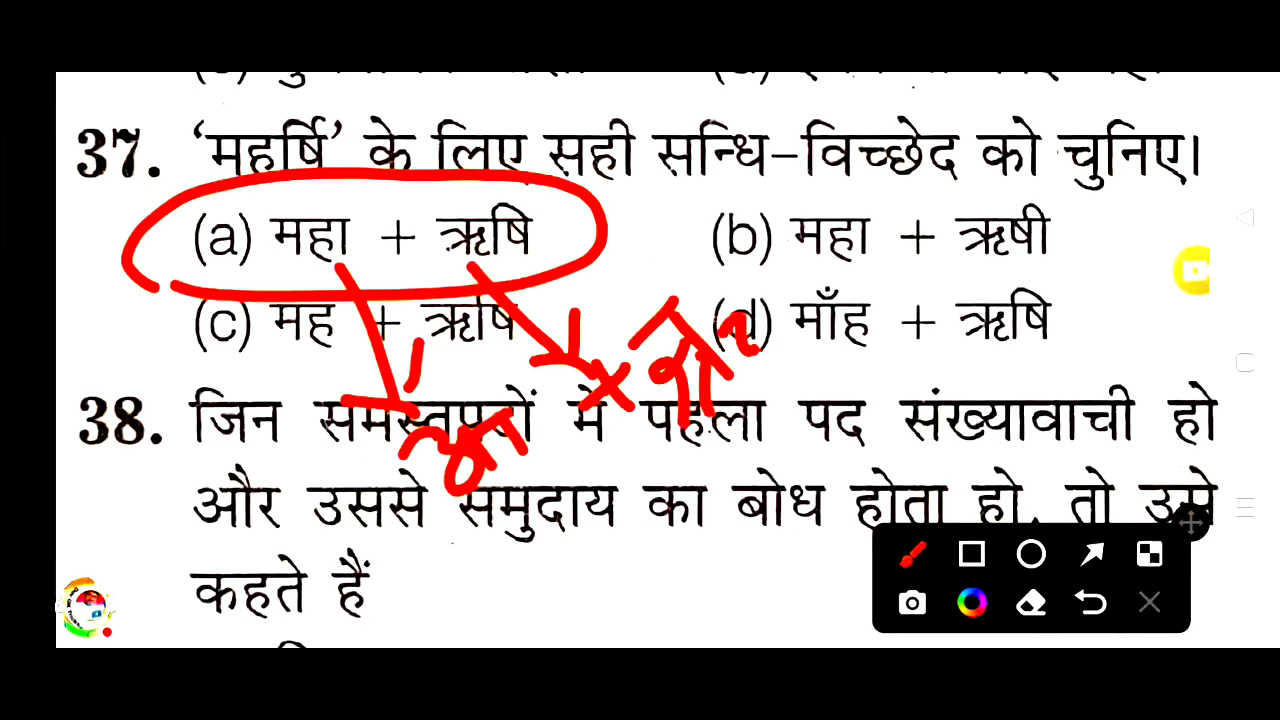 37. ‘महर्षि’ के लिए सही सन्धि-विच्छेद को चुनिए।
(a) महा + ऋषि (b) महा + ऋषी
(c) मह + ऋषि (d) माँह + ऋषि
38. जिन समस्तपदों में पहला पद संख्यावाची हो
और उससे समुदाय का बोध होता हो, तो उसे
कहते हैं